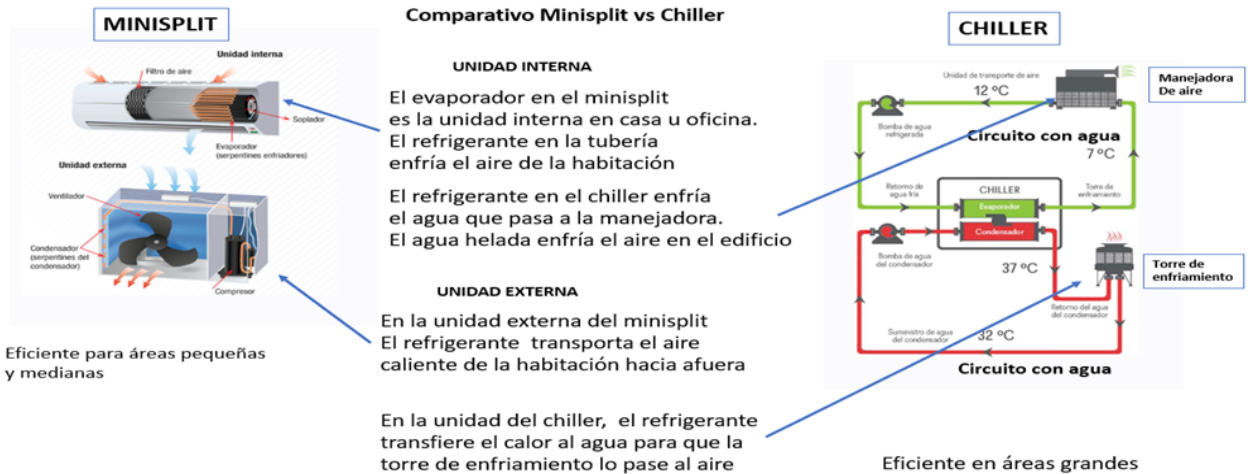 Comparativo Minisplit vs Chiller
MINISPLIT
Unidad interna
Filtro de aire
Soplador
Evaporador
(serpentines enfriadores)
Unidad externa
Ventilador
Condensador
(serpentines del
condensador)
Compresor
Eficiente para áreas pequeñas
y medianas
UNIDAD INTERNA
El evaporador en el minisplit
es la unidad interna en casa u oficina.
El refrigerante en la tubería
enfría el aire de la habitación
El refrigerante en el chiller enfría
el agua que pasa a la manejadora.
El agua helada enfría el aire en el edificio
UNIDAD EXTERNA
En la unidad externa del minisplit
El refrigerante transporta el aire
caliente de la habitación hacia afuera
En la unidad del chiller, el refrigerante
transfiere el calor al agua para que la
torre de enfriamiento lo pase al aire
CHILLER
Unidad de transporte de aire
12 ºC
Manejadora
De aire
Bomba de agua
refrigerada
Circuito con agua
7 ºC
Retorno de
agua fría
CHILLER
Evaporador
Condensador
Torre de
enfriamiento
Bomba de agua
del condensador
37 ºC
Torre de
enfriamiento
Retorno del agua
del condensador
Suministro de agua
del condensador
32 ºC
Circuito con agua
Eficiente en áreas grandes